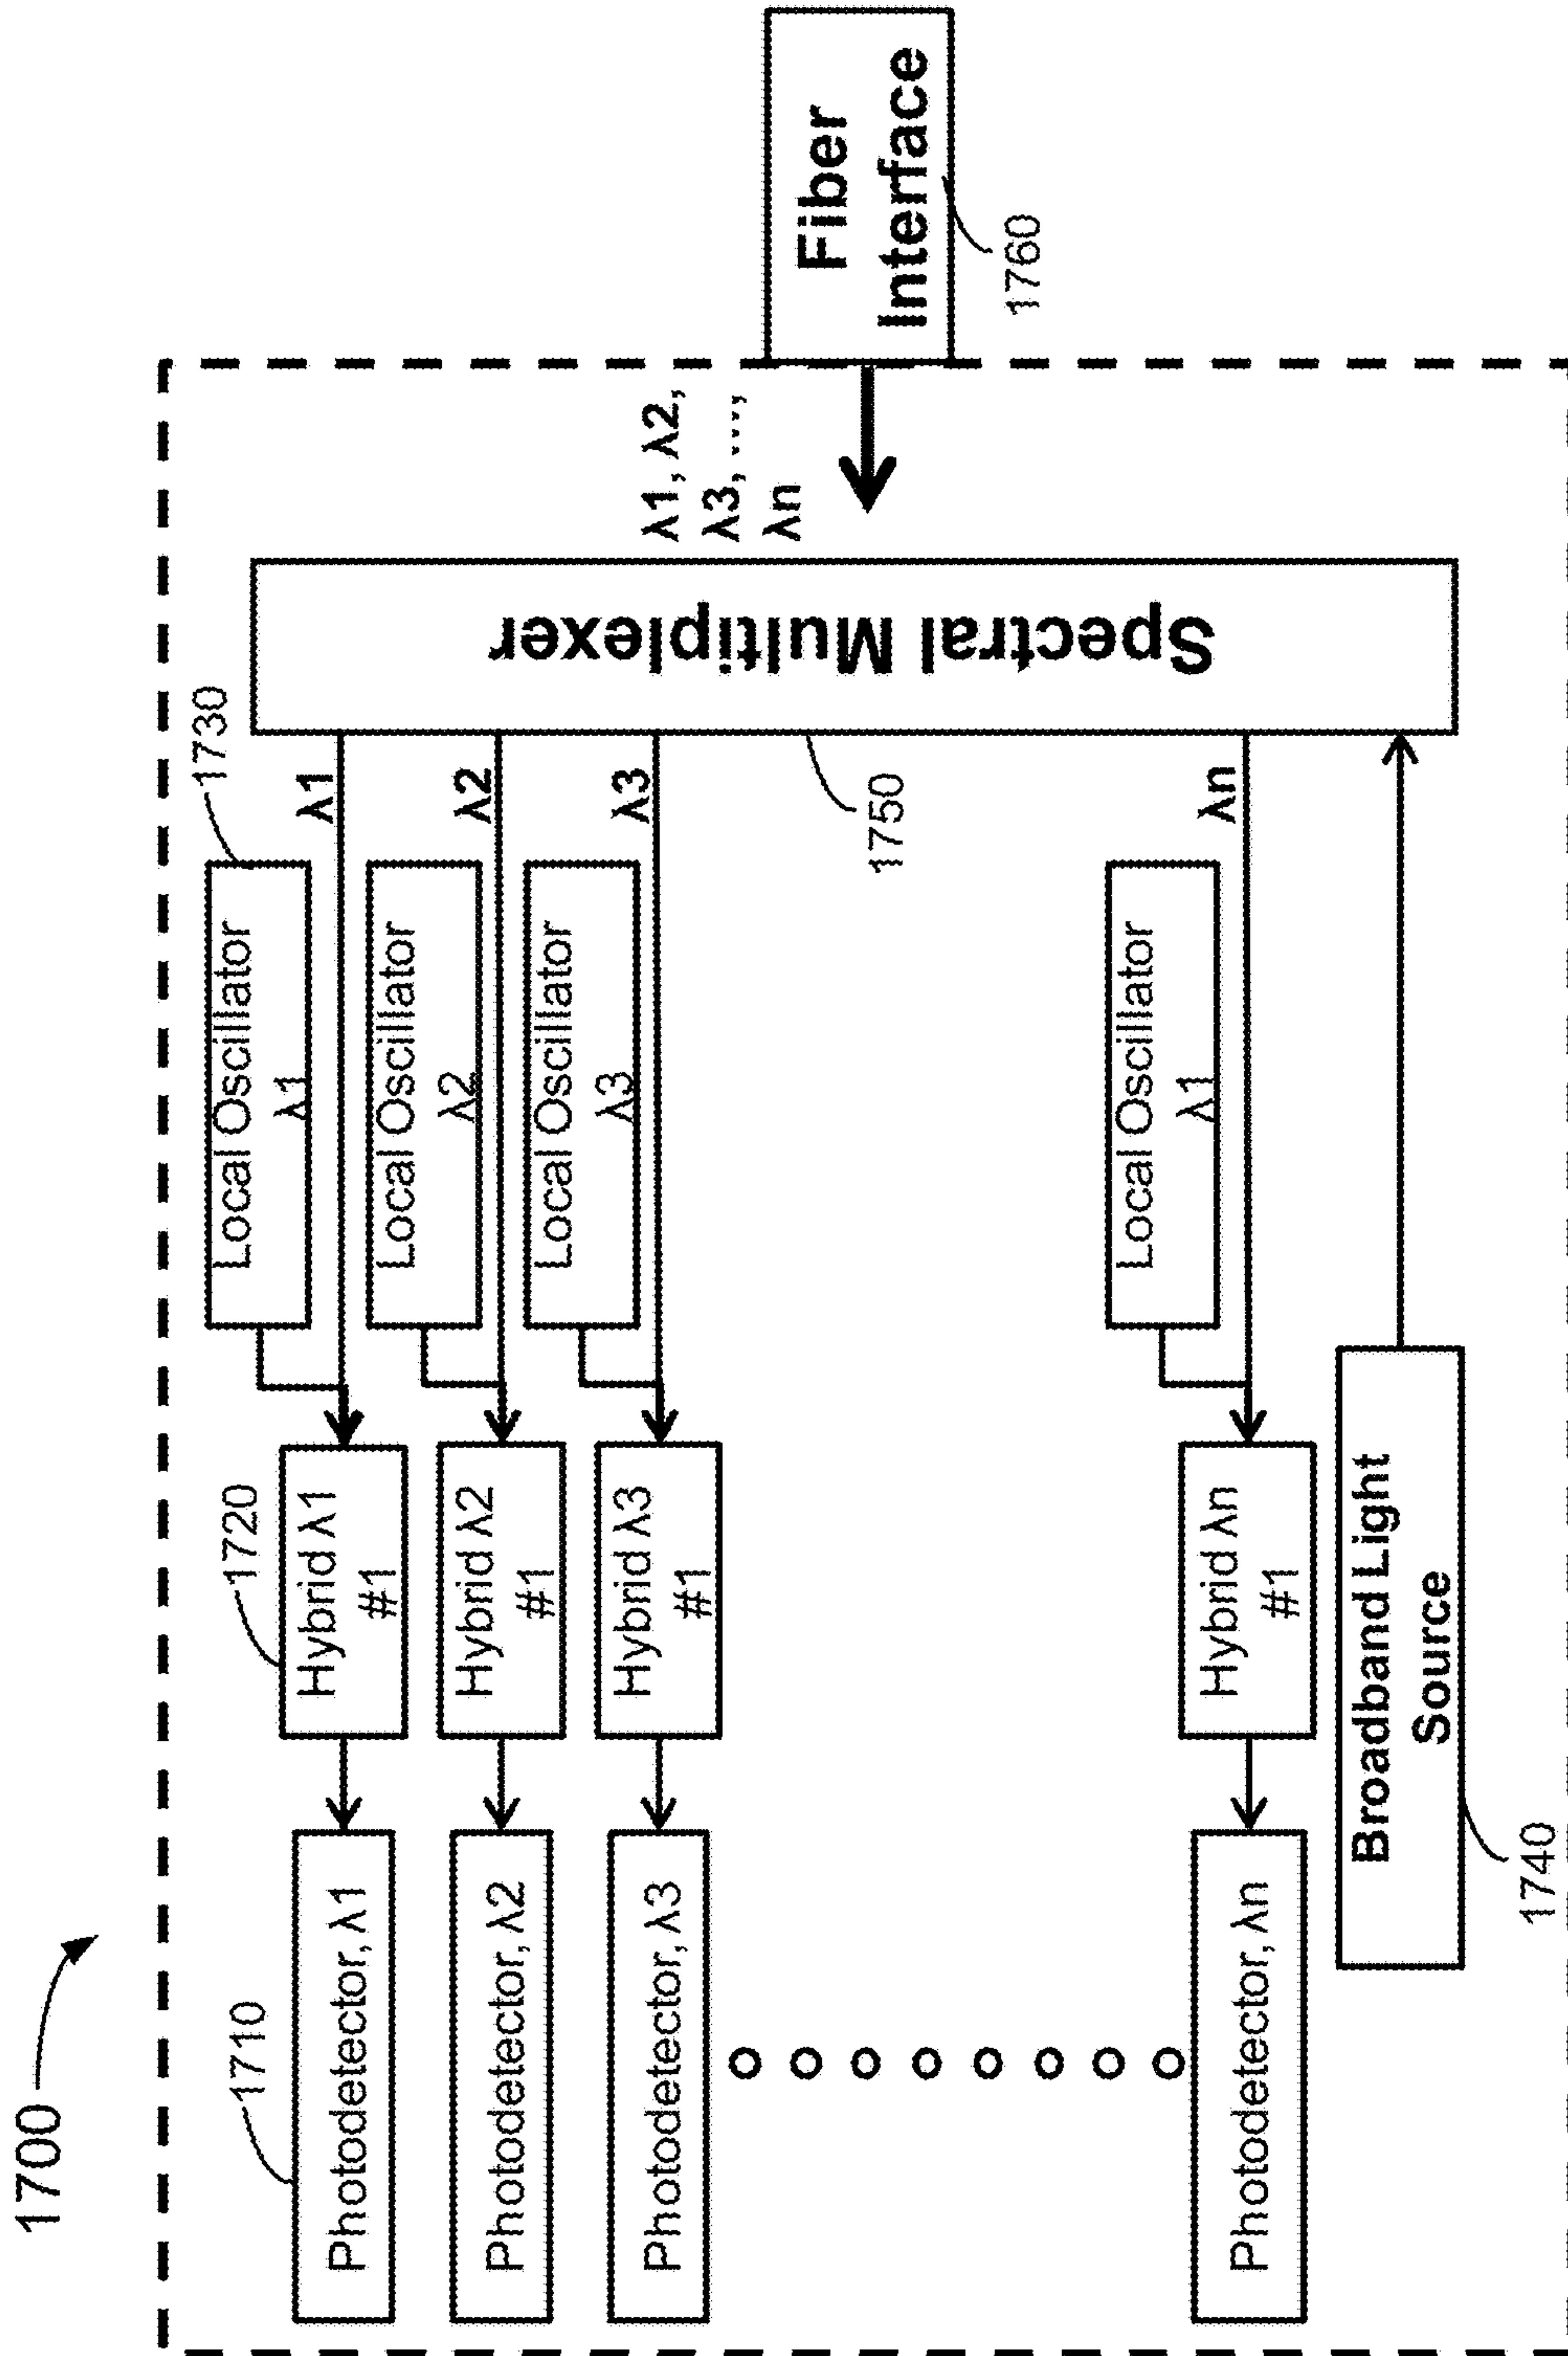 1700
1710
Photodetector, λ1
Photodetector, λ2
Photodetector, λ3
Photodetector, λn
1720
Hybrid λ1
#1
Hybrid λ2
#1
Hybrid λ3
#1
Hybrid λn
#1
Broadband Light
Source
1740
1730
Local Oscillator
λ1
Local Oscillator
λ2
Local Oscillator
λ3
Local Oscillator
λ1
λ1
λ2
λ3
λn
1750
Spectral Multiplexer
λ1, λ2,
λ3, ...,
λn
Fiber
Interface
1760